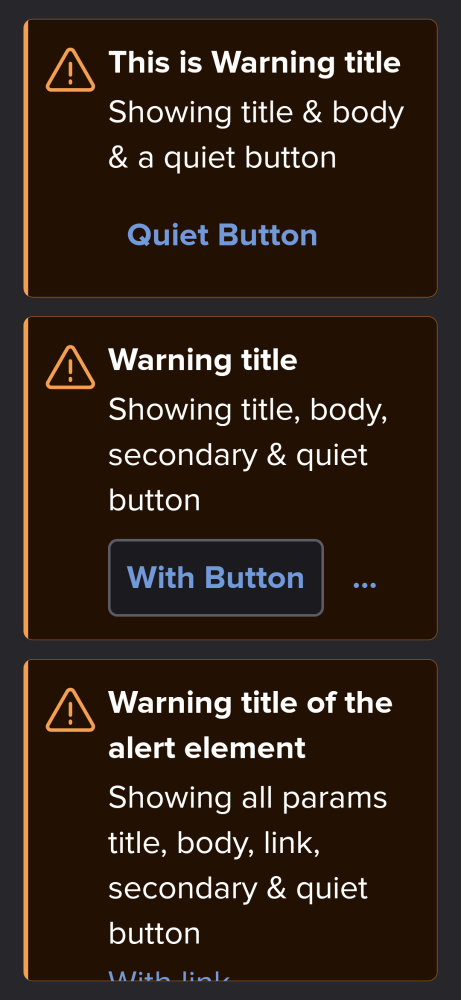 This is Warning title
Showing title & body
& a quiet button
Quiet Button
Warning title
Showing title, body,
secondary & quiet
button
With Button
...
Warning title of the
alert element
Showing all params
title, body, link,
secondary & quiet
button
With link